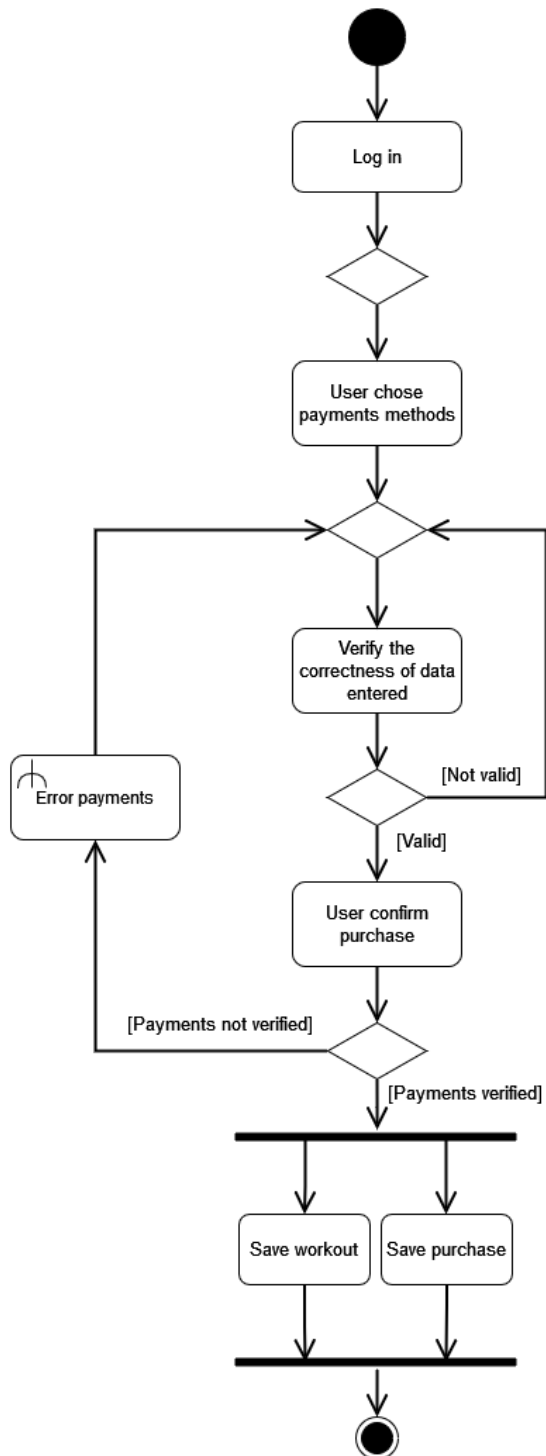 Log in
User chose
payments methods
Verify the
correctness of data
entered
[Not valid]
Error payments
[Valid]
User confirm
purchase
[Payments not verified]
[Payments verified]
Save workout
Save purchase